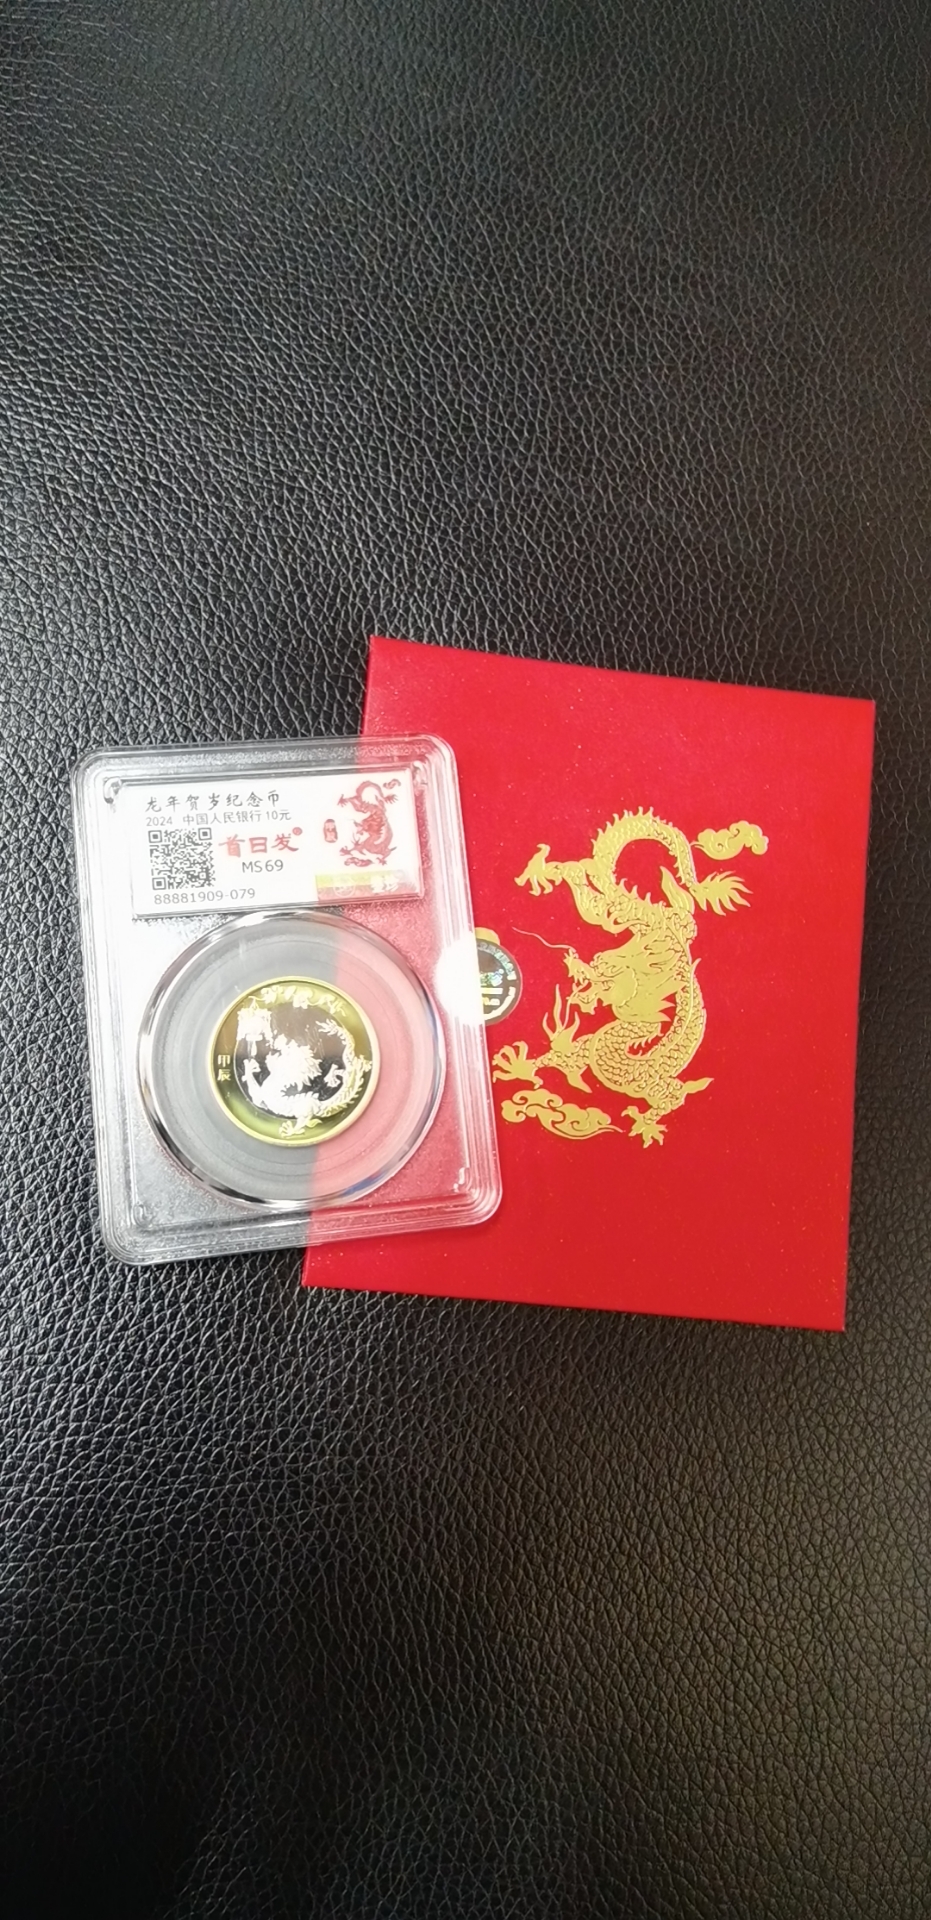 龙年贺岁纪念币
2024 中国人民银行 10元
首日发
MS69
88881909-079
甲辰